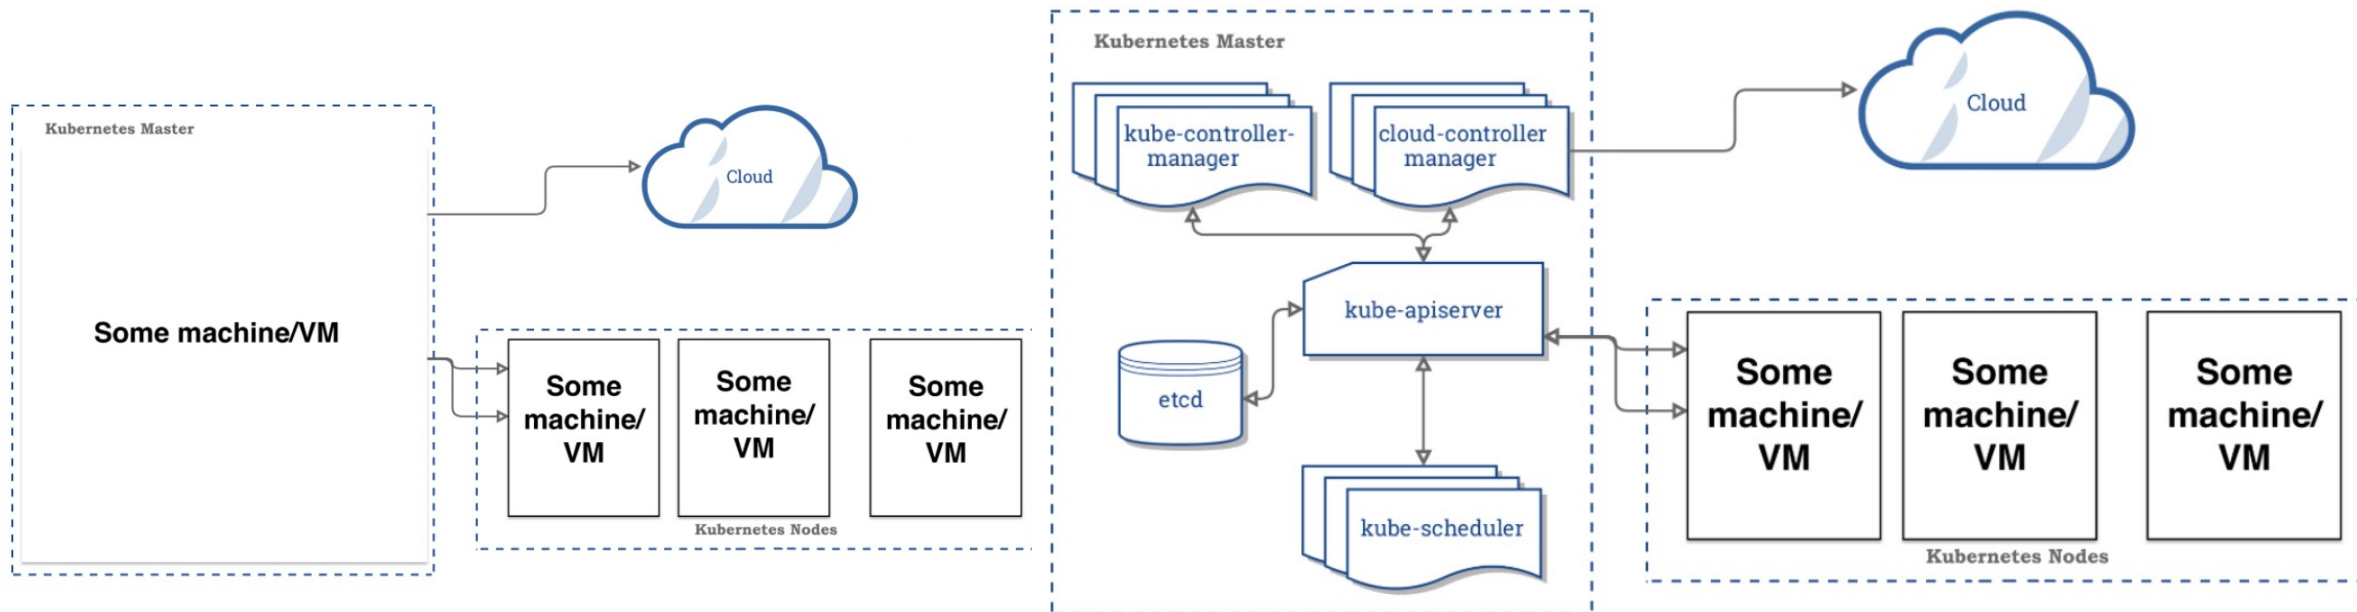 Kubernetes Master
Cloud
Some machine/VM
Some
machine/
VM
Some
machine/
VM
Some
machine/
VM
Kubernetes Nodes
Kubernetes Master
kube-controller-
manager
cloud-controller
manager
Cloud
kube-apiserver
etcd
kube-scheduler
Some
machine/
VM
Some
machine/
VM
Some
machine/
VM
Kubernetes Nodes